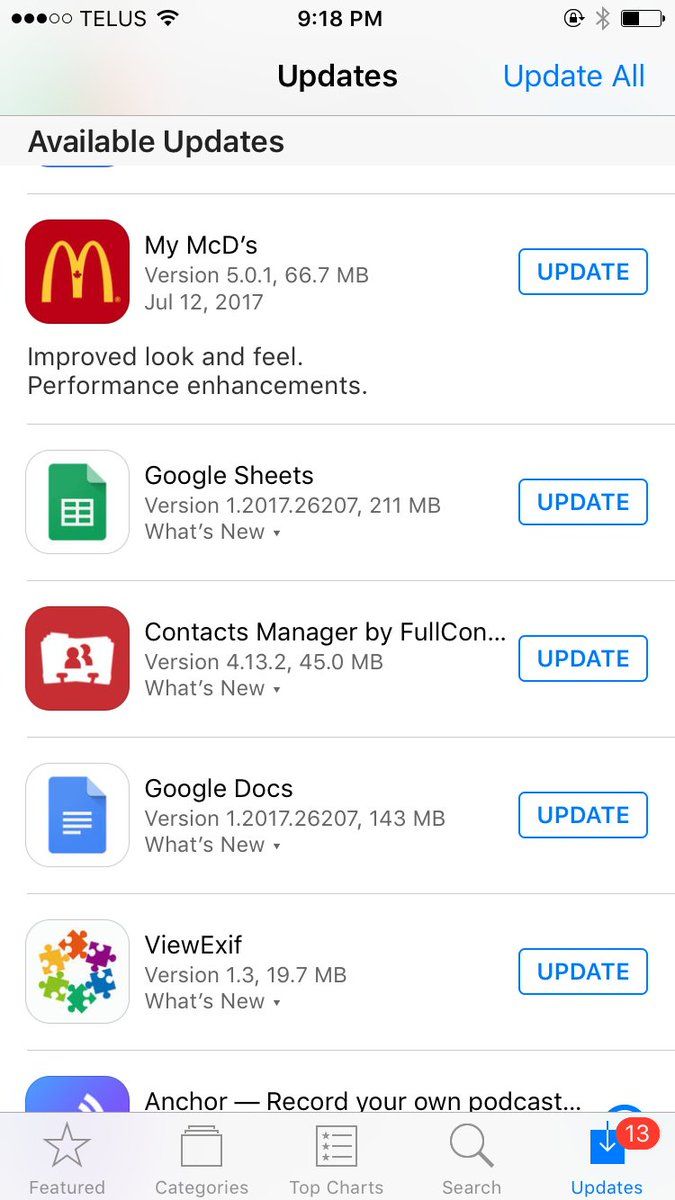 TELUS 9:18 PM
Updates Update All
Available Updates
My McD’s
Version 5.0.1, 66.7 MB
Jul 12, 2017
UPDATE
Improved look and feel.
Performance enhancements.
Google Sheets
Version 1.2017.26207, 211 MB
What’s New ▾
UPDATE
Contacts Manager by FullCon...
Version 4.13.2, 45.0 MB
What’s New ▾
UPDATE
Google Docs
Version 1.2017.26207, 143 MB
What’s New ▾
UPDATE
ViewExif
Version 1.3, 19.7 MB
What’s New ▾
UPDATE
Anchor — Record your own podcast...
13
Featured Categories Top Charts Search Updates